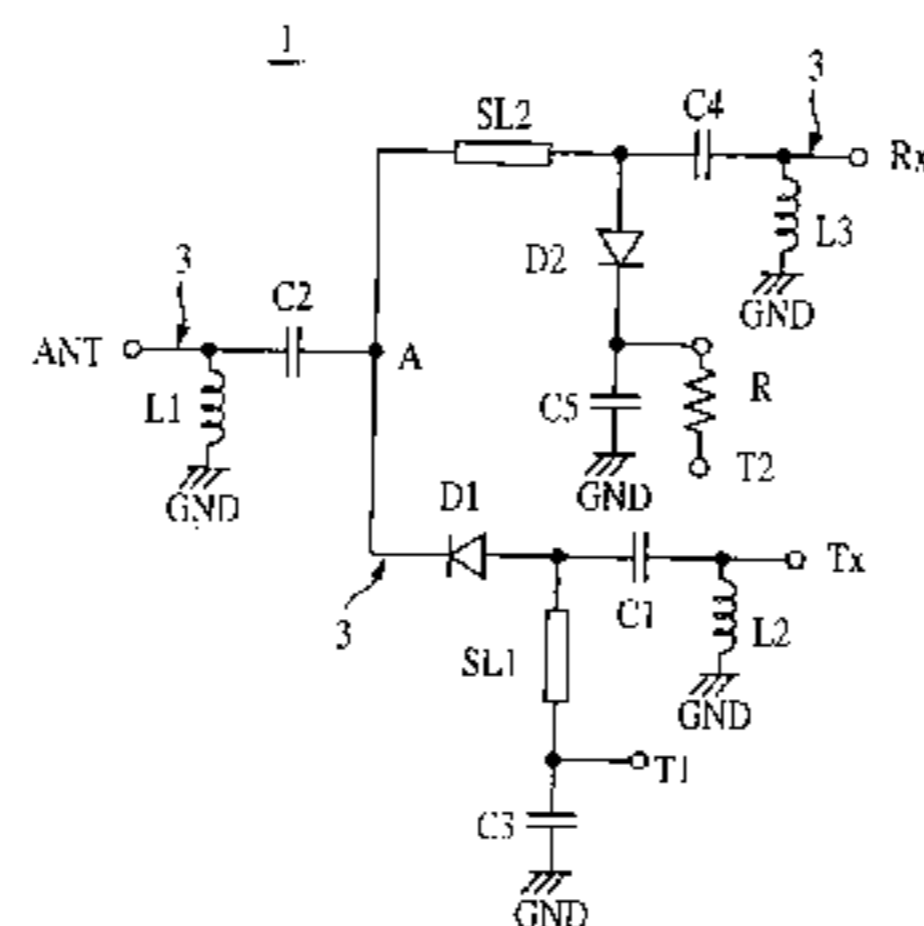 1
3
C4
SL2
Rx
D2
L3
GND
3
C2
ANT
A
L1
C5
R
GND
T2
GND
D1
Tx
3
C1
L2
SL1
GND
T1
C3
GND